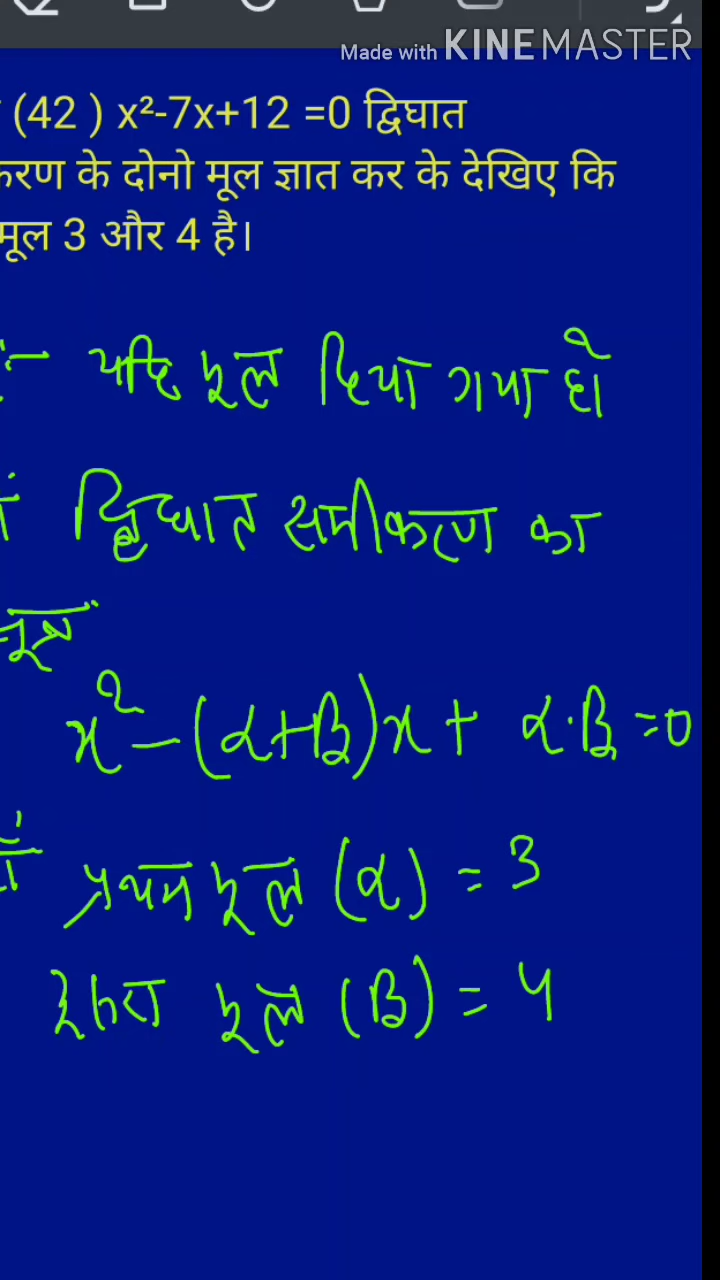 Made with KINEMASTER
(42 ) x²-7x+12 =0 द्विघात
करण के दोनो मूल ज्ञात कर के देखिए कि
मूल 3 और 4 है।
:- यदि मूल दिया गया हो
द्विघात समीकरण का
सूत्र
x²-(α+β)x+ α.β=0
प्रथम मूल (α) = 3
दूसरा मूल (β) = 4